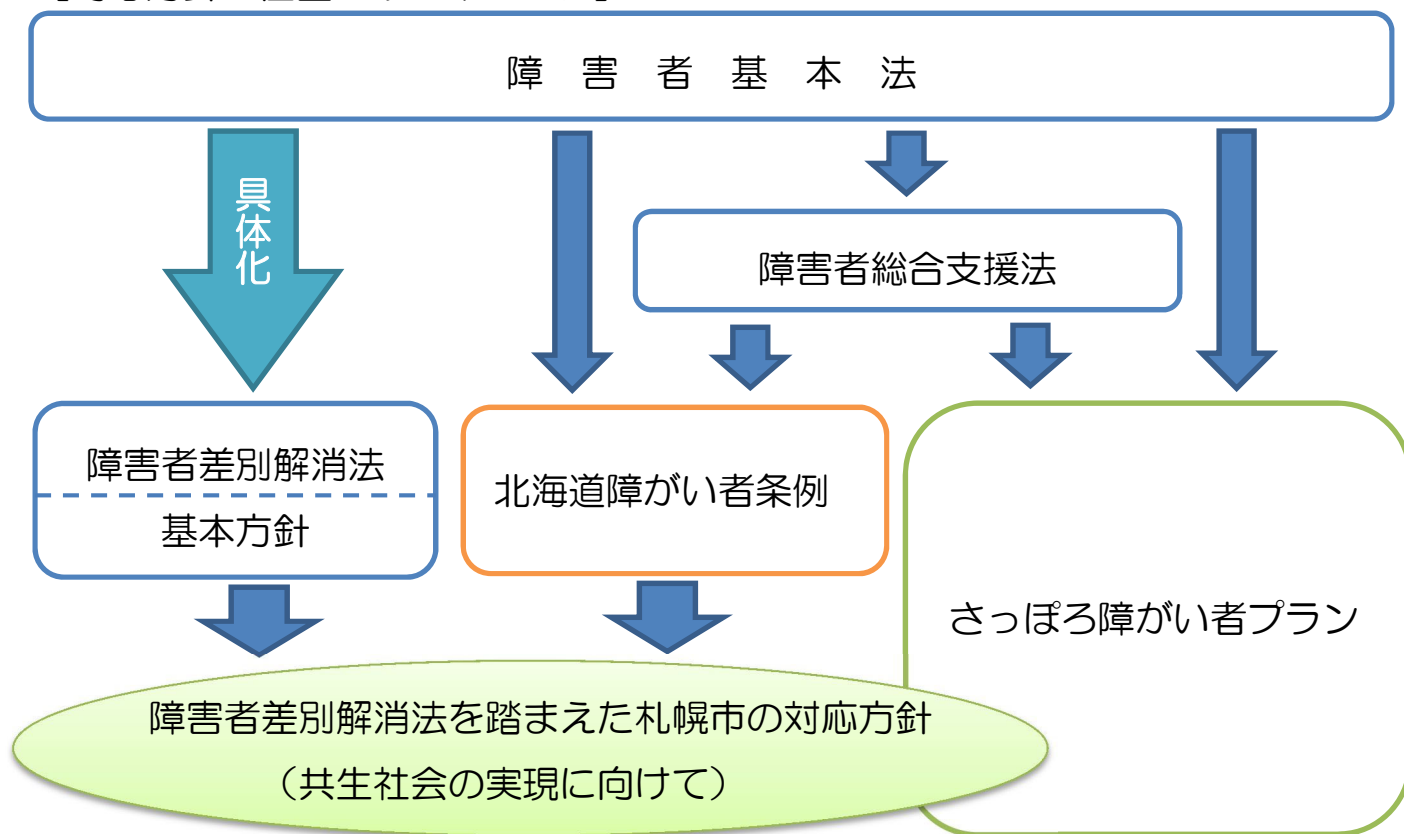 障害者基本法
具体化
障害者総合支援法
障害者差別解消法
基本方針
北海道障がい者条例
さっぽろ障がい者プラン
障害者差別解消法を踏まえた札幌市の対応方針
（共生社会の実現に向けて）